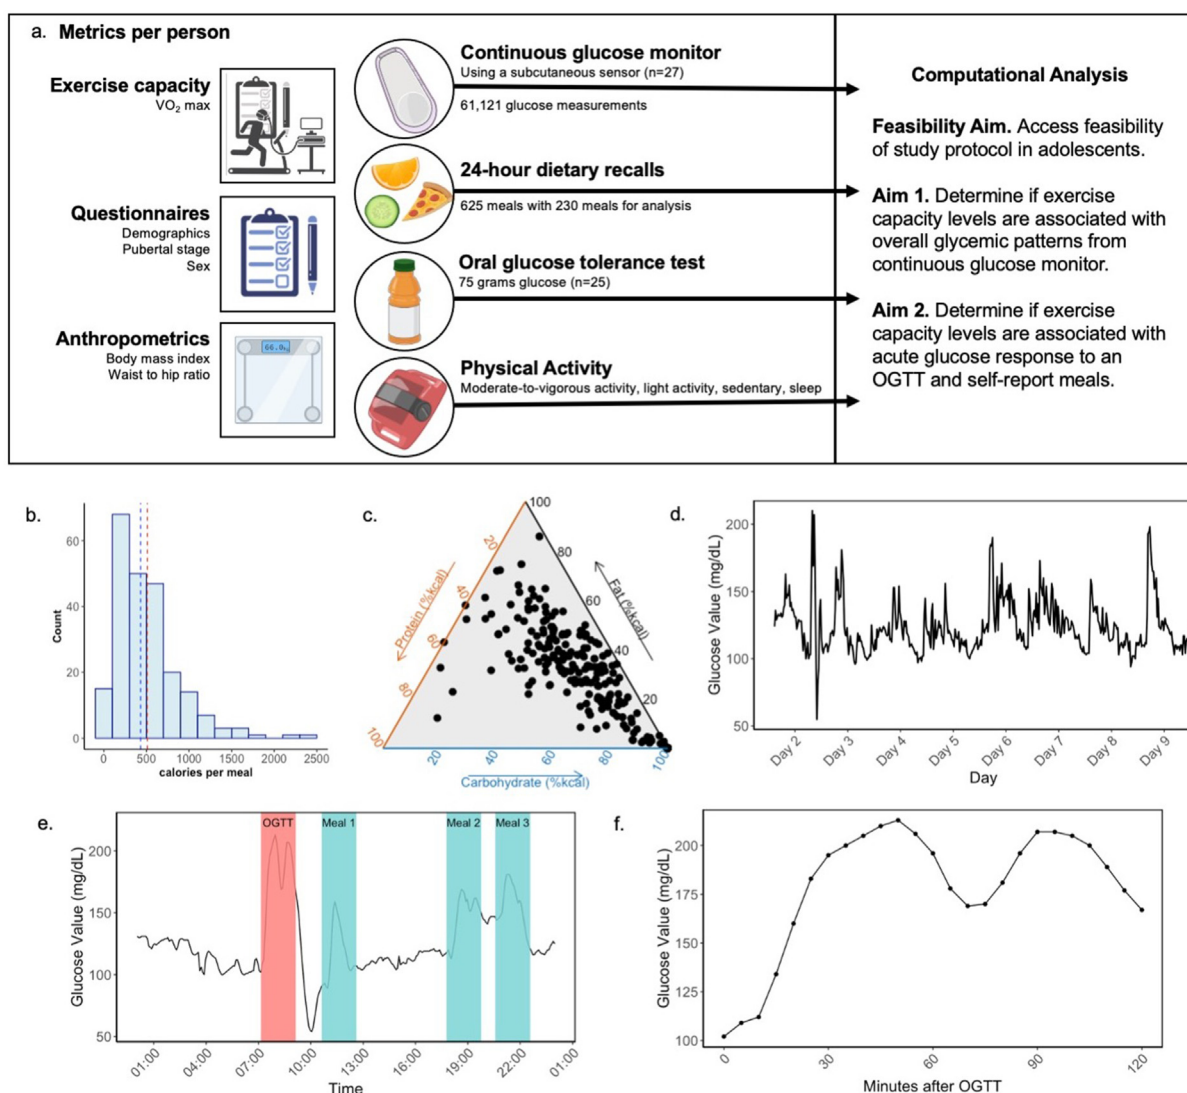 a. Metrics per person
Exercise capacity
VO2 max
Questionnaires
Demographics
Pubertal stage
Sex
Anthropometrics
Body mass index
Waist to hip ratio
66.0kg
Continuous glucose monitor
Using a subcutaneous sensor (n=27)
61,121 glucose measurements
24-hour dietary recalls
625 meals with 230 meals for analysis
Oral glucose tolerance test
75 grams glucose (n=25)
Physical Activity
Moderate-to-vigorous activity, light activity, sedentary, sleep
Computational Analysis
Feasibility Aim. Access feasibility
of study protocol in adolescents.
Aim 1. Determine if exercise
capacity levels are associated with
overall glycemic patterns from
continuous glucose monitor.
Aim 2. Determine if exercise
capacity levels are associated with
acute glucose response to an
OGTT and self-report meals.
b.
Count
60
40
20
0
0 500 1000 1500 2000 2500
calories per meal
c.
Protein (%kcal)
20
40
60
80
100
Fat (%kcal)
100
80
60
40
20
20 40 60 80 100
Carbohydrate (%kcal)
d.
Glucose Value (mg/dL)
200
150
100
50
Day 2 Day 3 Day 4 Day 5 Day 6 Day 7 Day 8 Day 9
Day
e.
OGTT Meal 1 Meal 2 Meal 3
Glucose Value (mg/dL)
200
150
100
50
01:00 04:00 07:00 10:00 13:00 16:00 19:00 22:00 01:00
Time
f.
Glucose Value (mg/dL)
200
175
150
125
100
0 30 60 90 120
Minutes after OGTT